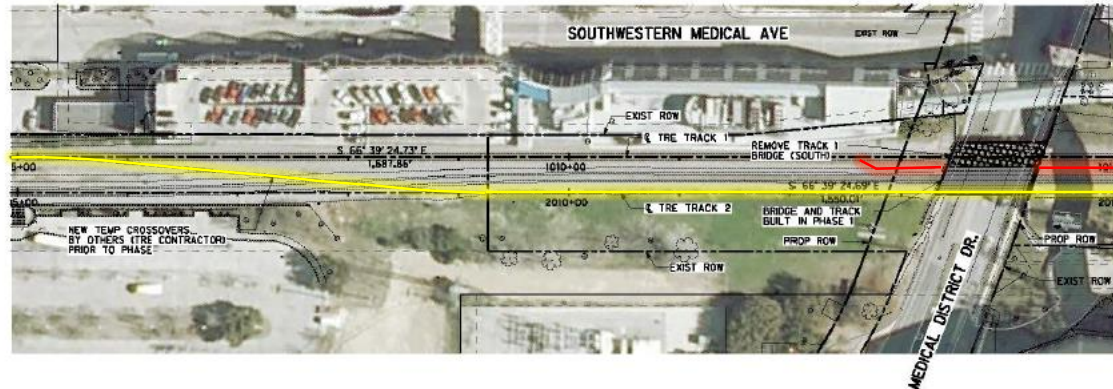 SOUTHWESTERN MEDICAL AVE
EXIST ROW
EXIST ROW
℄ TRE TRACK 1
REMOVE TRACK 1
BRIDGE (SOUTH)
S 66° 39' 24.73" E
1,687.86'
1010+00
5+00
S 66° 39' 24.69" E
1,550.01'
2010+00
℄ TRE TRACK 2
BRIDGE AND TRACK
BUILT IN PHASE 1
PROP ROW
NEW TEMP CROSSOVERS
BY OTHERS (TRE CONTRACTOR)
PRIOR TO PHASE
EXIST ROW
PROP ROW
EXIST ROW
MEDICAL DISTRICT DR.